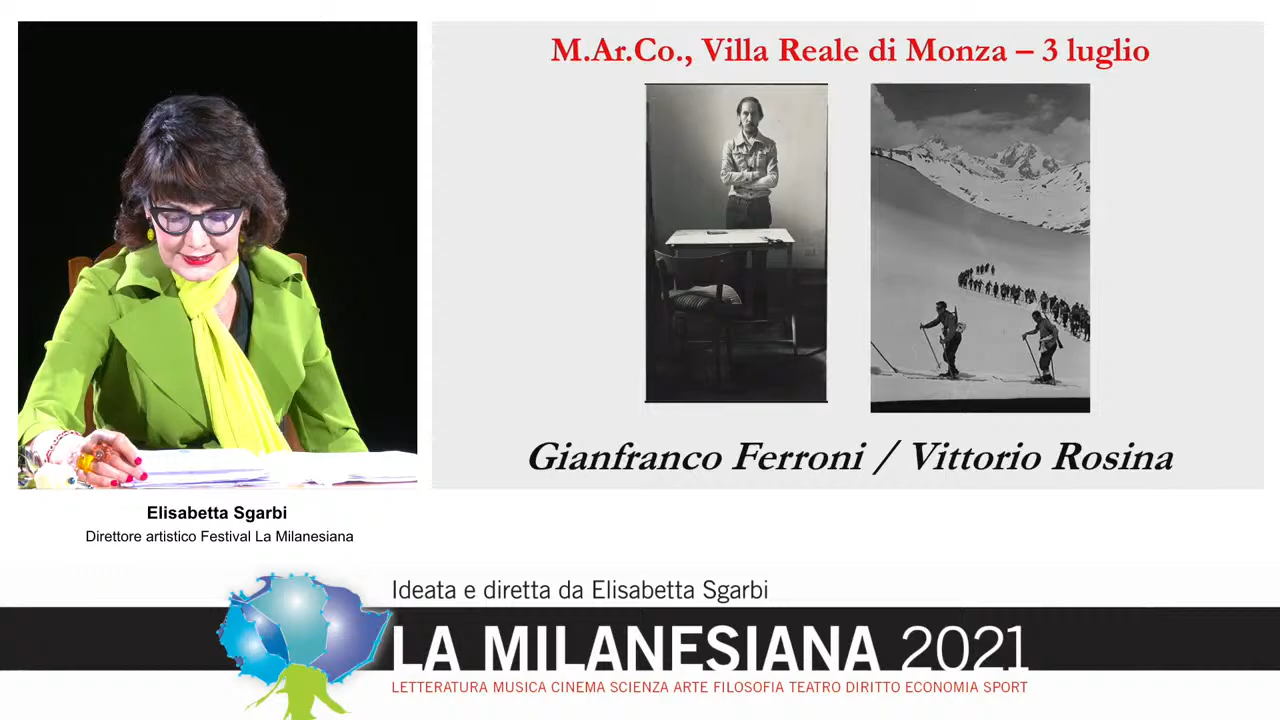 M.Ar.Co., Villa Reale di Monza – 3 luglio
Gianfranco Ferroni / Vittorio Rosina
Elisabetta Sgarbi
Direttore artistico Festival La Milanesiana
Ideata e diretta da Elisabetta Sgarbi
LA MILANESIANA 2021
LETTERATURA MUSICA CINEMA SCIENZA ARTE FILOSOFIA TEATRO DIRITTO ECONOMIA SPORT